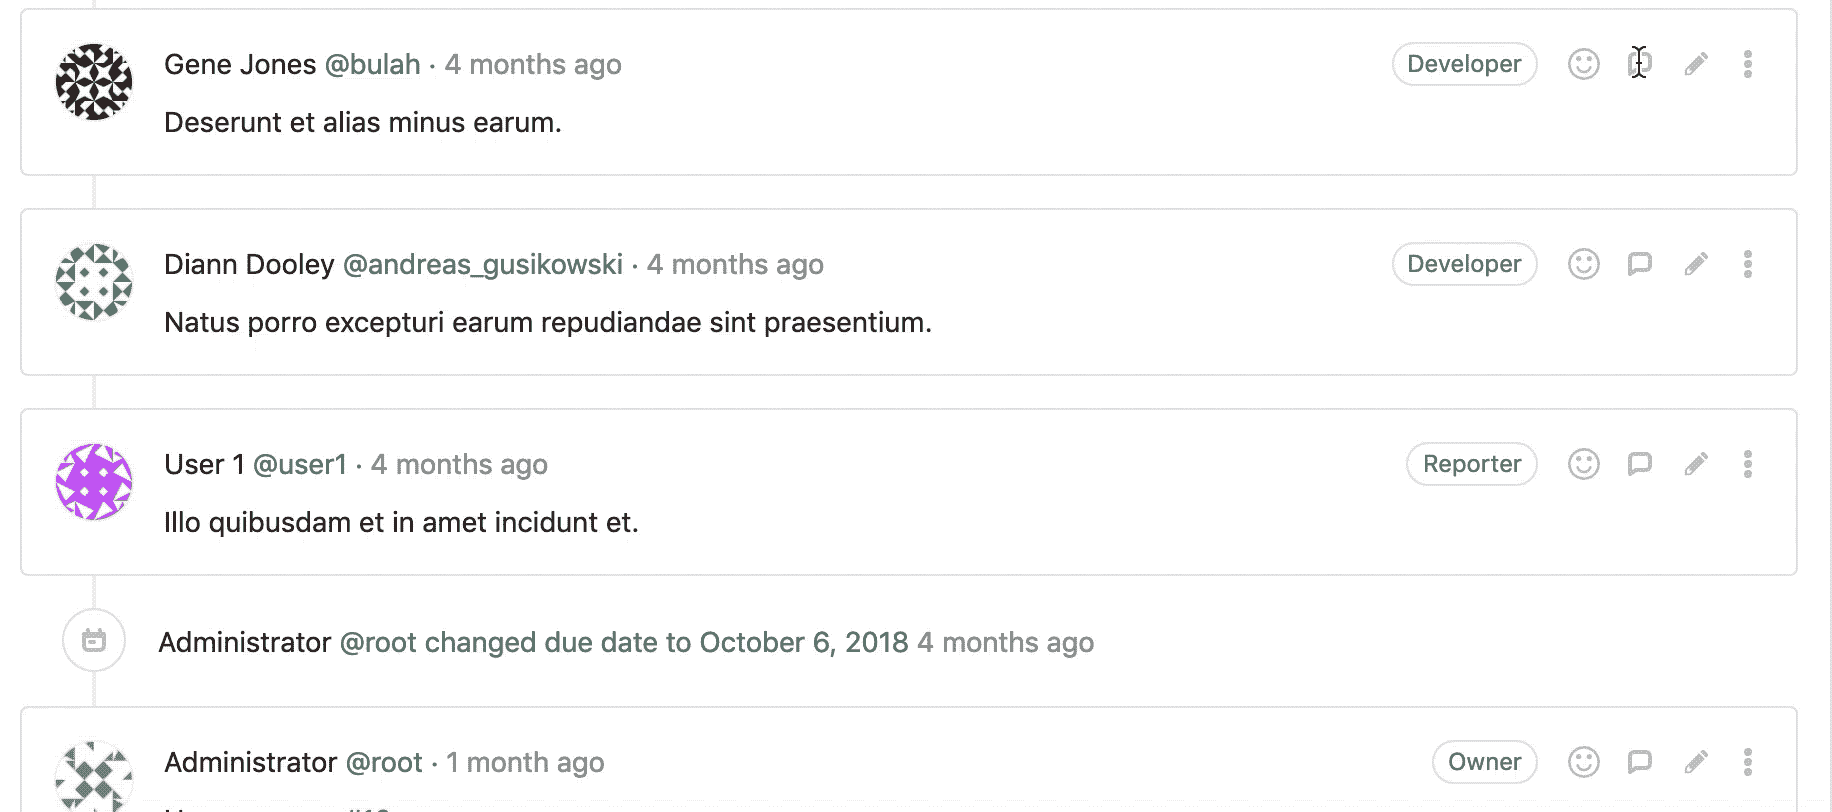 Gene Jones @bulah · 4 months ago Developer
Deserunt et alias minus earum.
Diann Dooley @andreas_gusikowski · 4 months ago Developer
Natus porro excepturi earum repudiandae sint praesentium.
User 1 @user1 · 4 months ago Reporter
Illo quibusdam et in amet incidunt et.
Administrator @root changed due date to October 6, 2018 4 months ago
Administrator @root · 1 month ago Owner